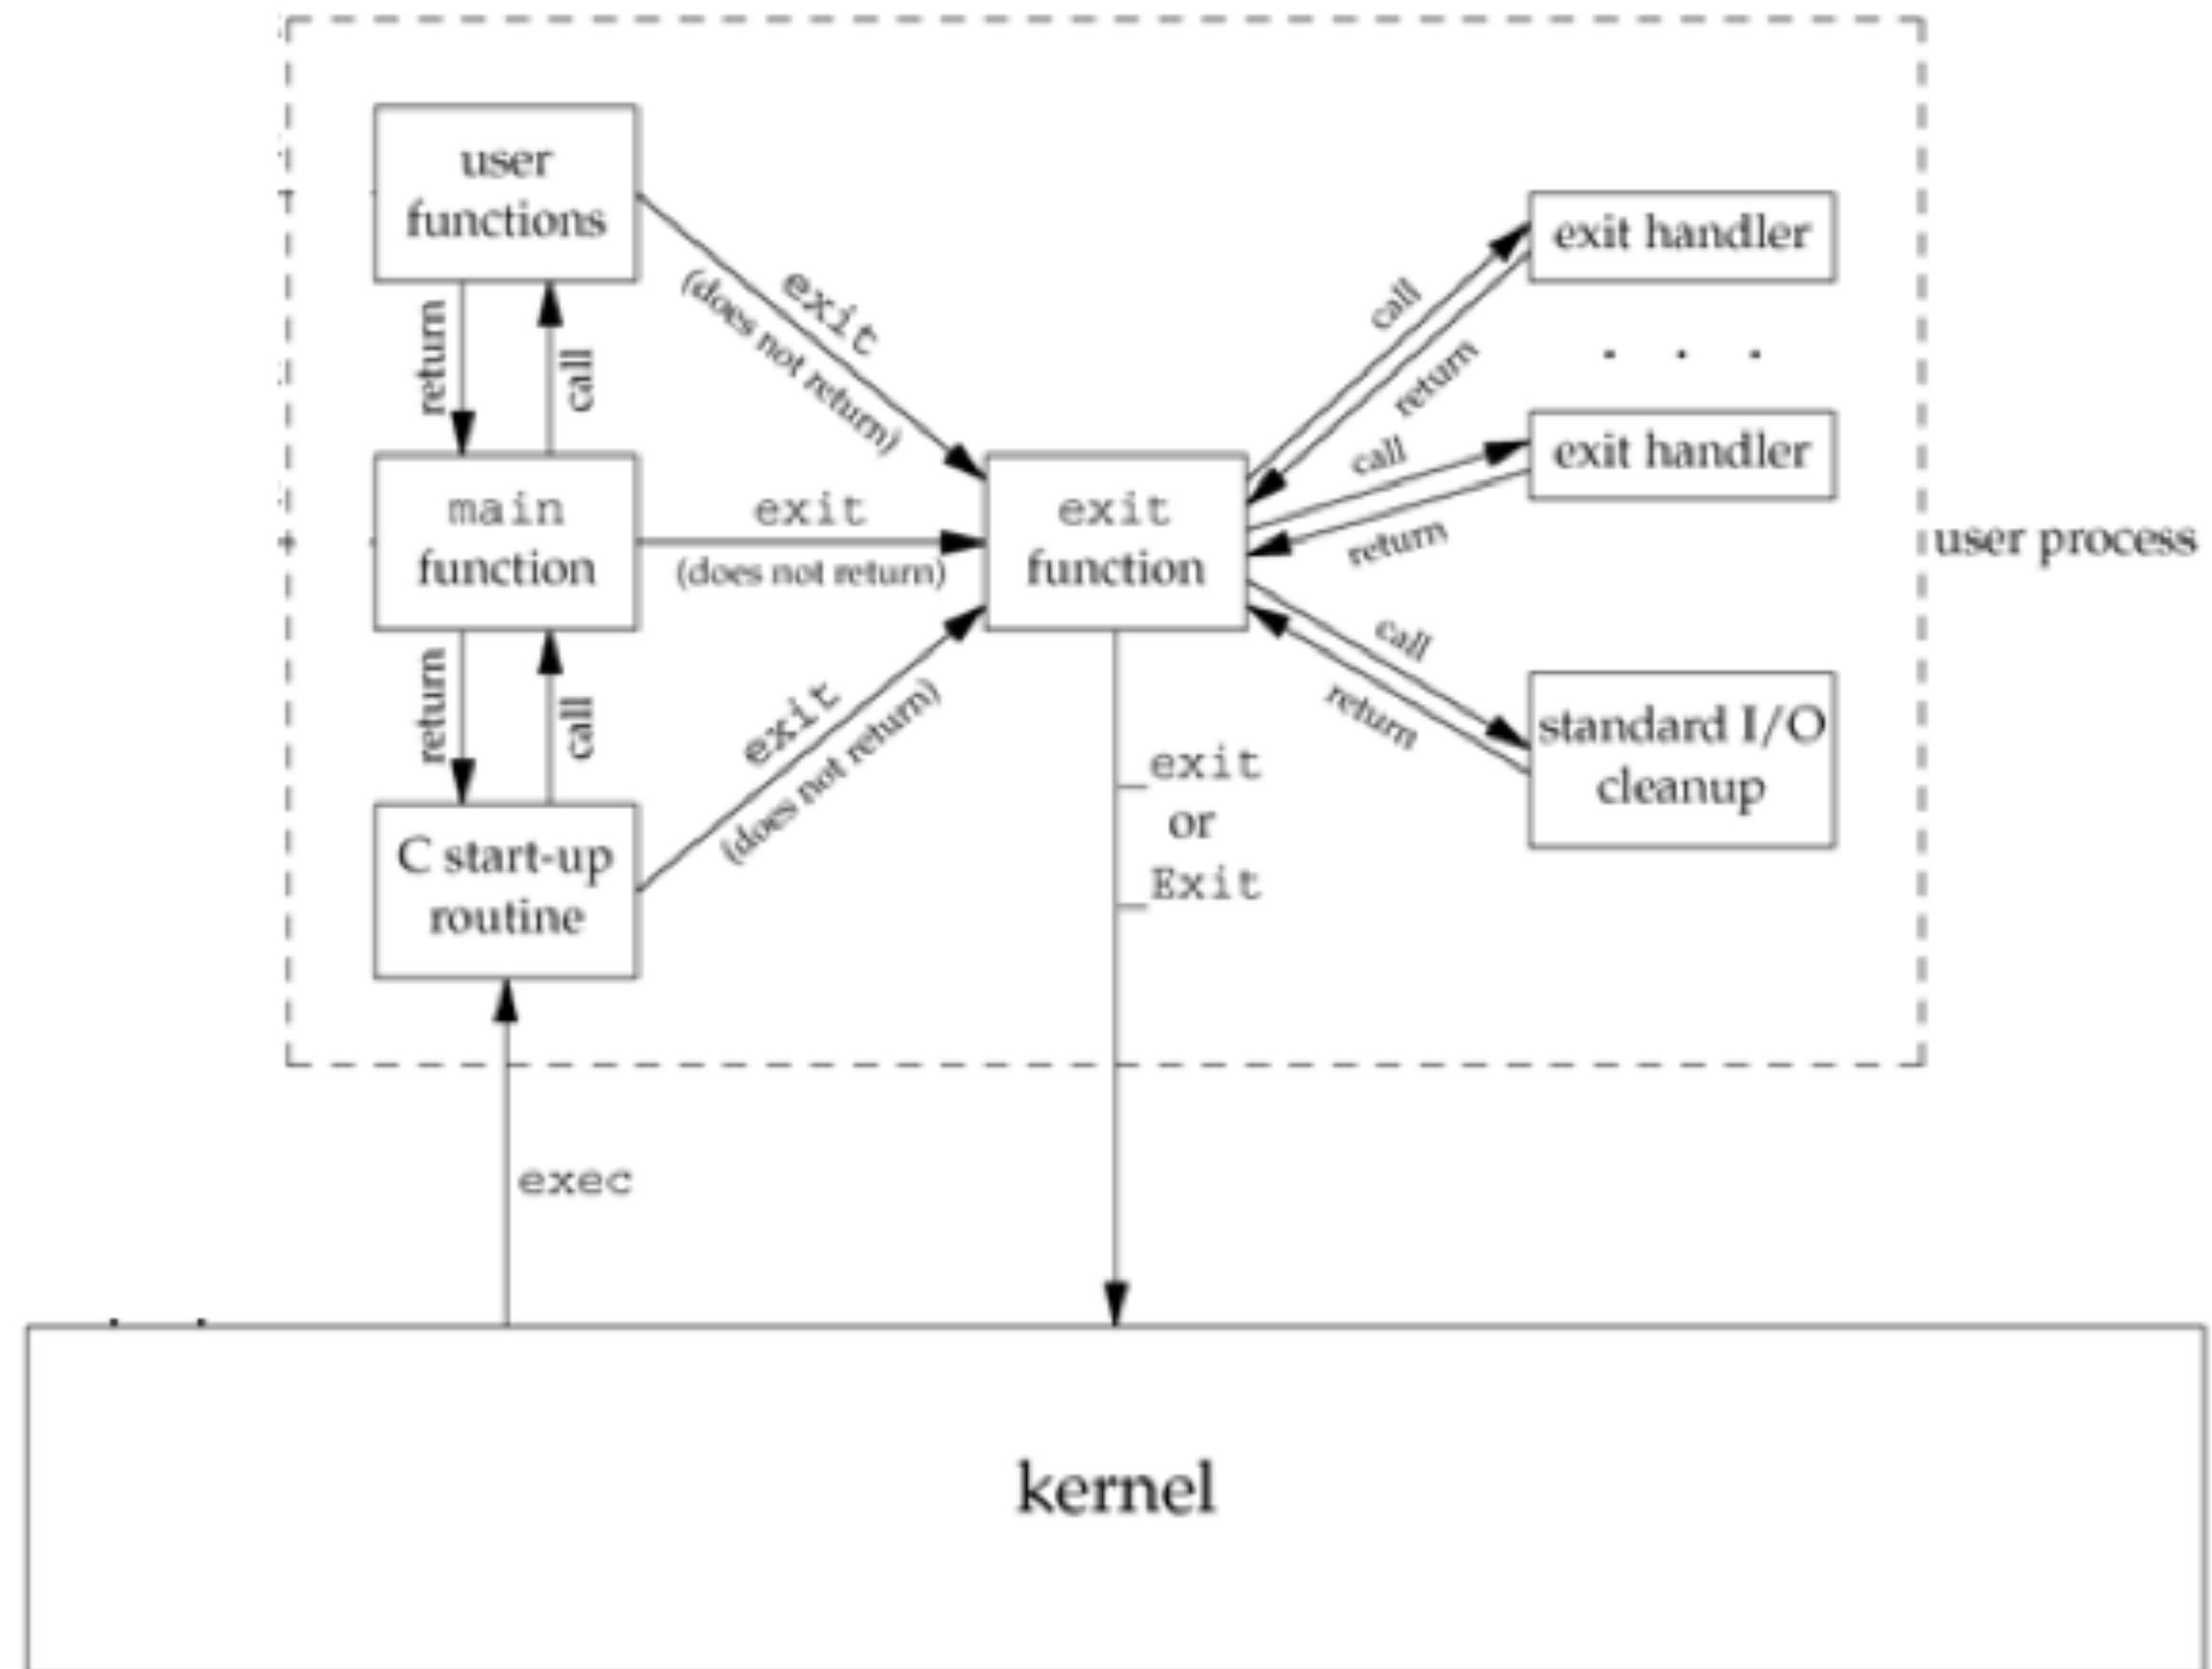 user
functions
exit
(does not return)
return
call
main
function
exit
(does not return)
return
call
C start-up
routine
exit
(does not return)
exit
function
call
return
exit handler
. . .
call
return
exit handler
call
return
standard I/O
cleanup
_exit
or
_Exit
user process
exec
kernel